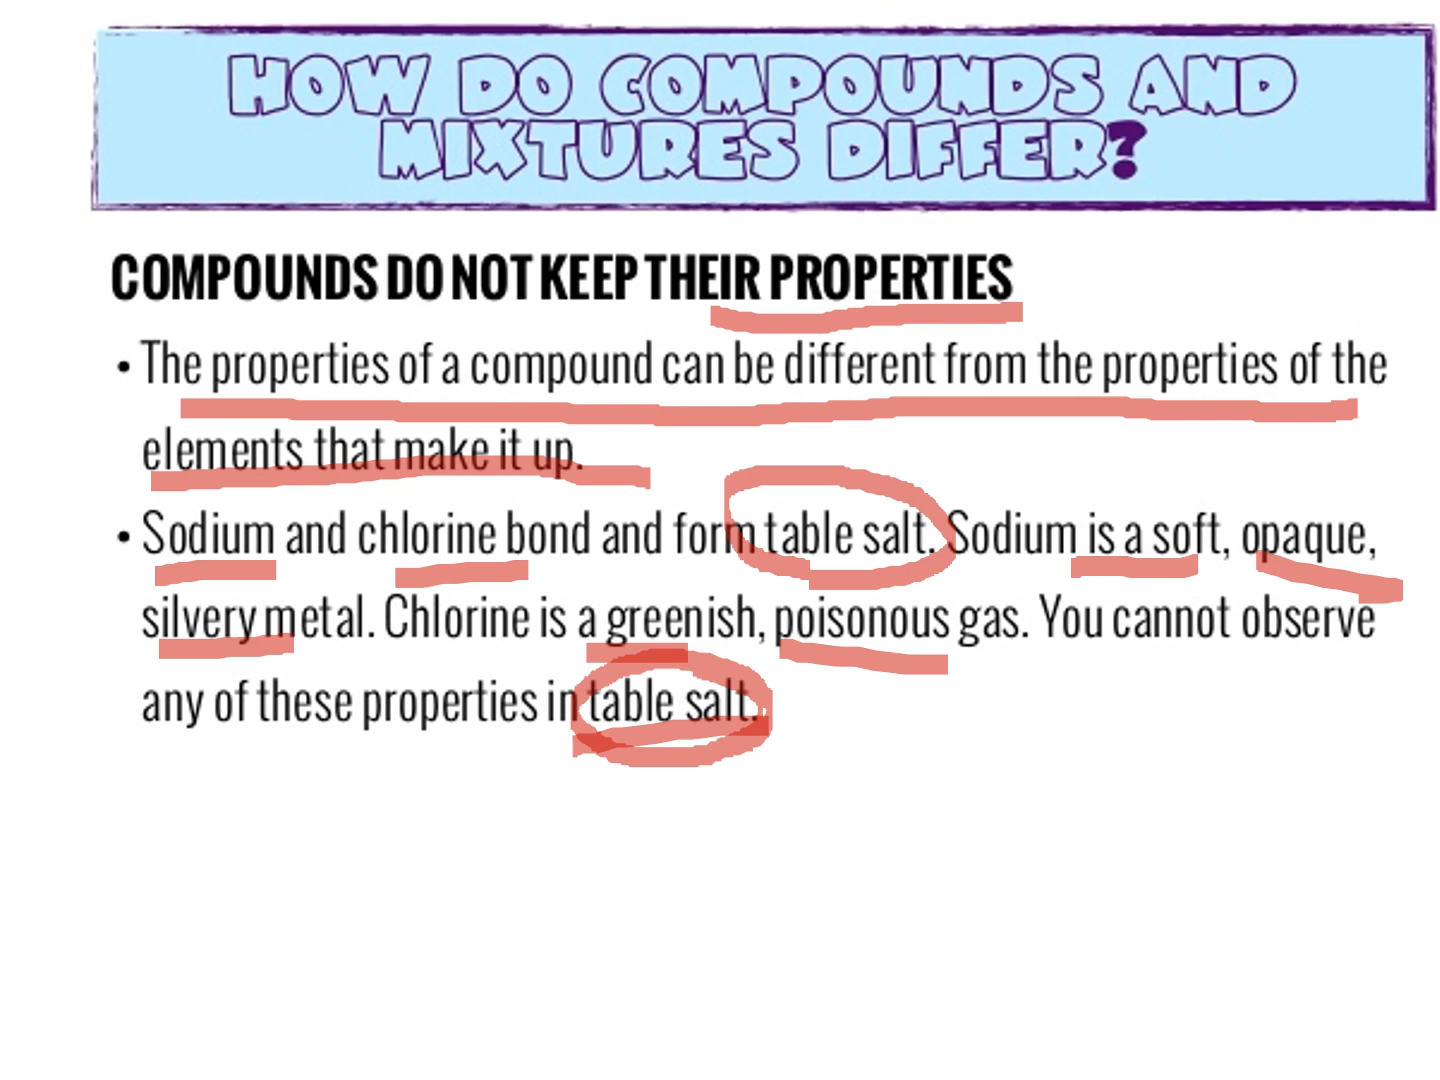 HOW DO COMPOUNDS AND
MIXTURES DIFFER?
COMPOUNDS DO NOT KEEP THEIR PROPERTIES
• The properties of a compound can be different from the properties of the
elements that make it up.
• Sodium and chlorine bond and form table salt. Sodium is a soft, opaque,
silvery metal. Chlorine is a greenish, poisonous gas. You cannot observe
any of these properties in table salt.